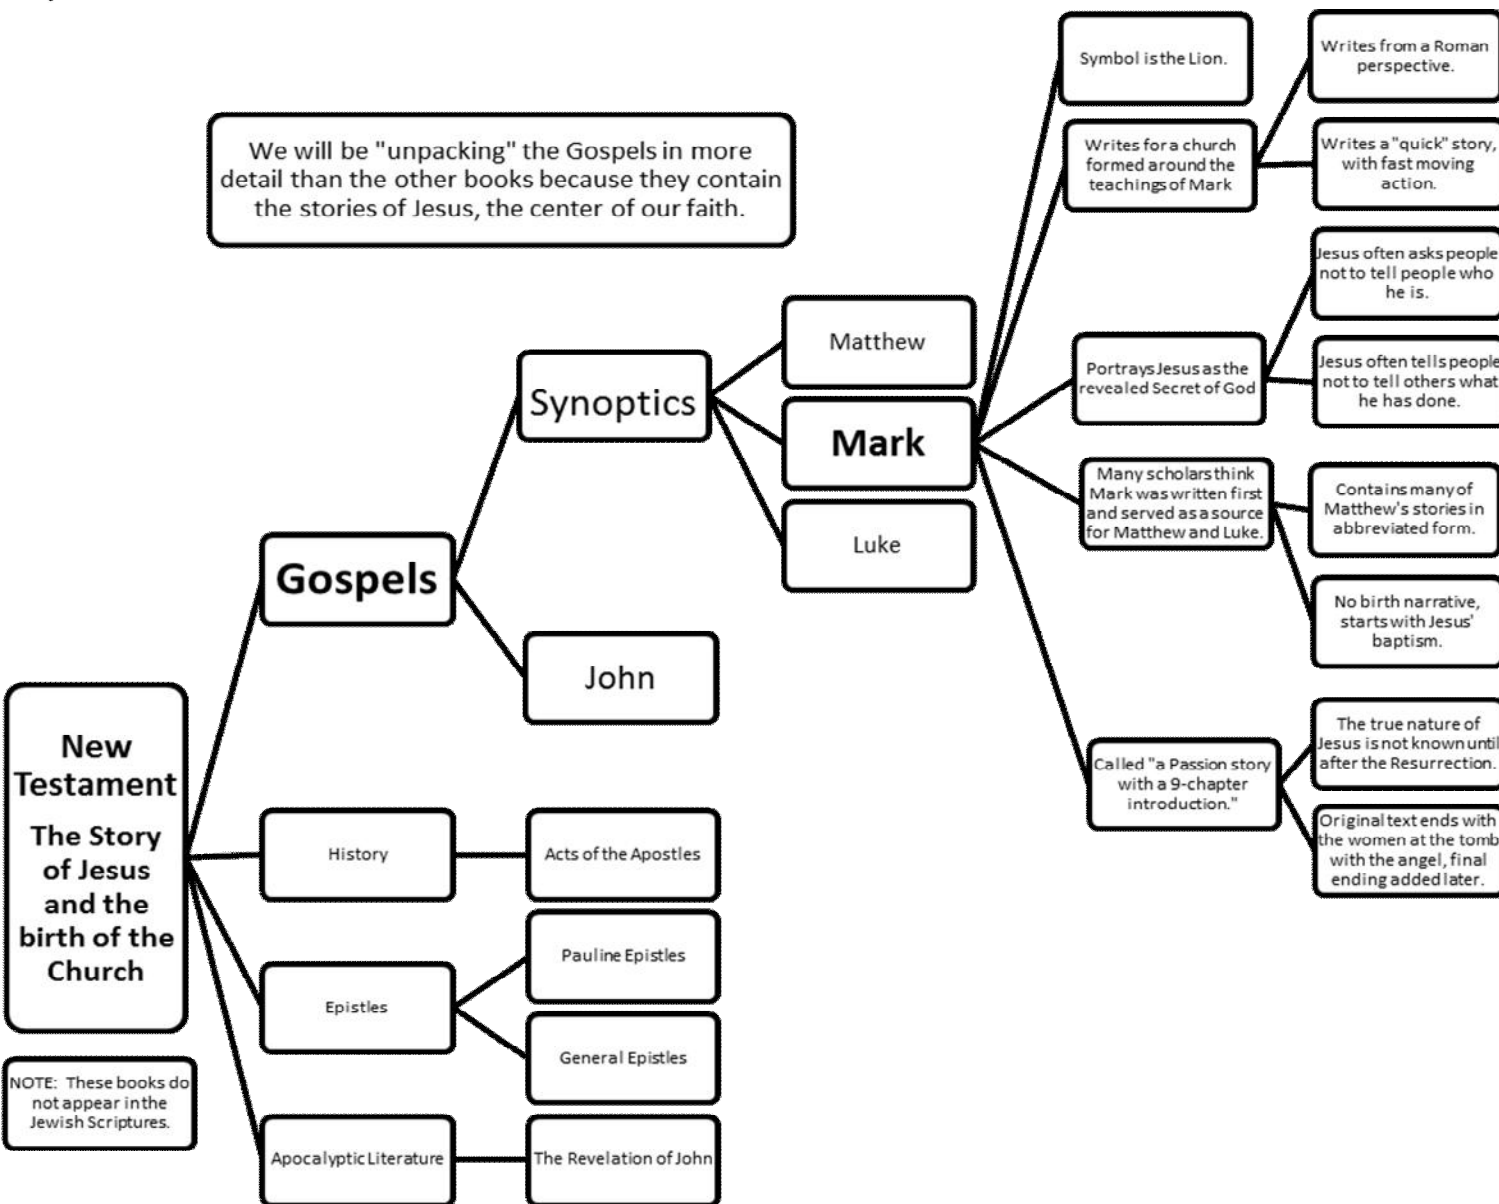 We will be "unpacking" the Gospels in more
detail than the other books because they contain
the stories of Jesus, the center of our faith.
New
Testament
The Story
of Jesus
and the
birth of the
Church
NOTE: These books do
not appear in the
Jewish Scriptures.
Gospels
Synoptics
Matthew
Mark
Luke
John
History
Acts of the Apostles
Epistles
Pauline Epistles
General Epistles
Apocalyptic Literature
The Revelation of John
Symbol is the Lion.
Writes for a church
formed around the
teachings of Mark
Writes from a Roman
perspective.
Writes a "quick" story,
with fast moving
action.
Portrays Jesus as the
revealed Secret of God
Jesus often asks people
not to tell people who
he is.
Jesus often tells people
not to tell others what
he has done.
Many scholars think
Mark was written first
and served as a source
for Matthew and Luke.
Contains many of
Matthew's stories in
abbreviated form.
No birth narrative,
starts with Jesus'
baptism.
Called "a Passion story
with a 9-chapter
introduction."
The true nature of
Jesus is not known until
after the Resurrection.
Original text ends with
the women at the tomb
with the angel, final
ending added later.